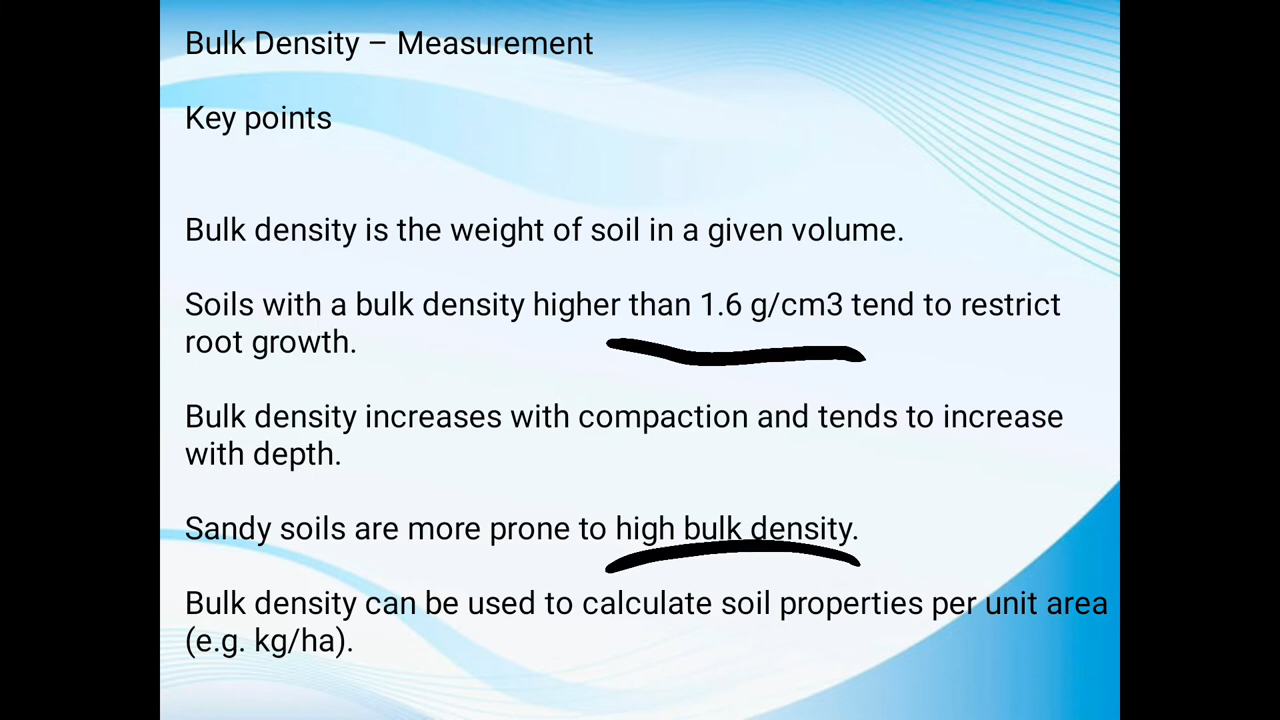 Bulk Density – Measurement
Key points
Bulk density is the weight of soil in a given volume.
Soils with a bulk density higher than 1.6 g/cm3 tend to restrict
root growth.
Bulk density increases with compaction and tends to increase
with depth.
Sandy soils are more prone to high bulk density.
Bulk density can be used to calculate soil properties per unit area
(e.g. kg/ha).